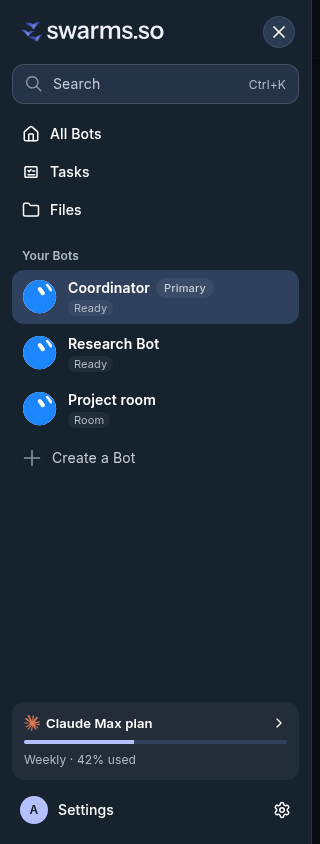 swarms.so
Search Ctrl+K
All Bots
Tasks
Files
Your Bots
Coordinator Primary
Ready
Research Bot
Ready
Project room
Room
Create a Bot
Claude Max plan
Weekly · 42% used
A Settings